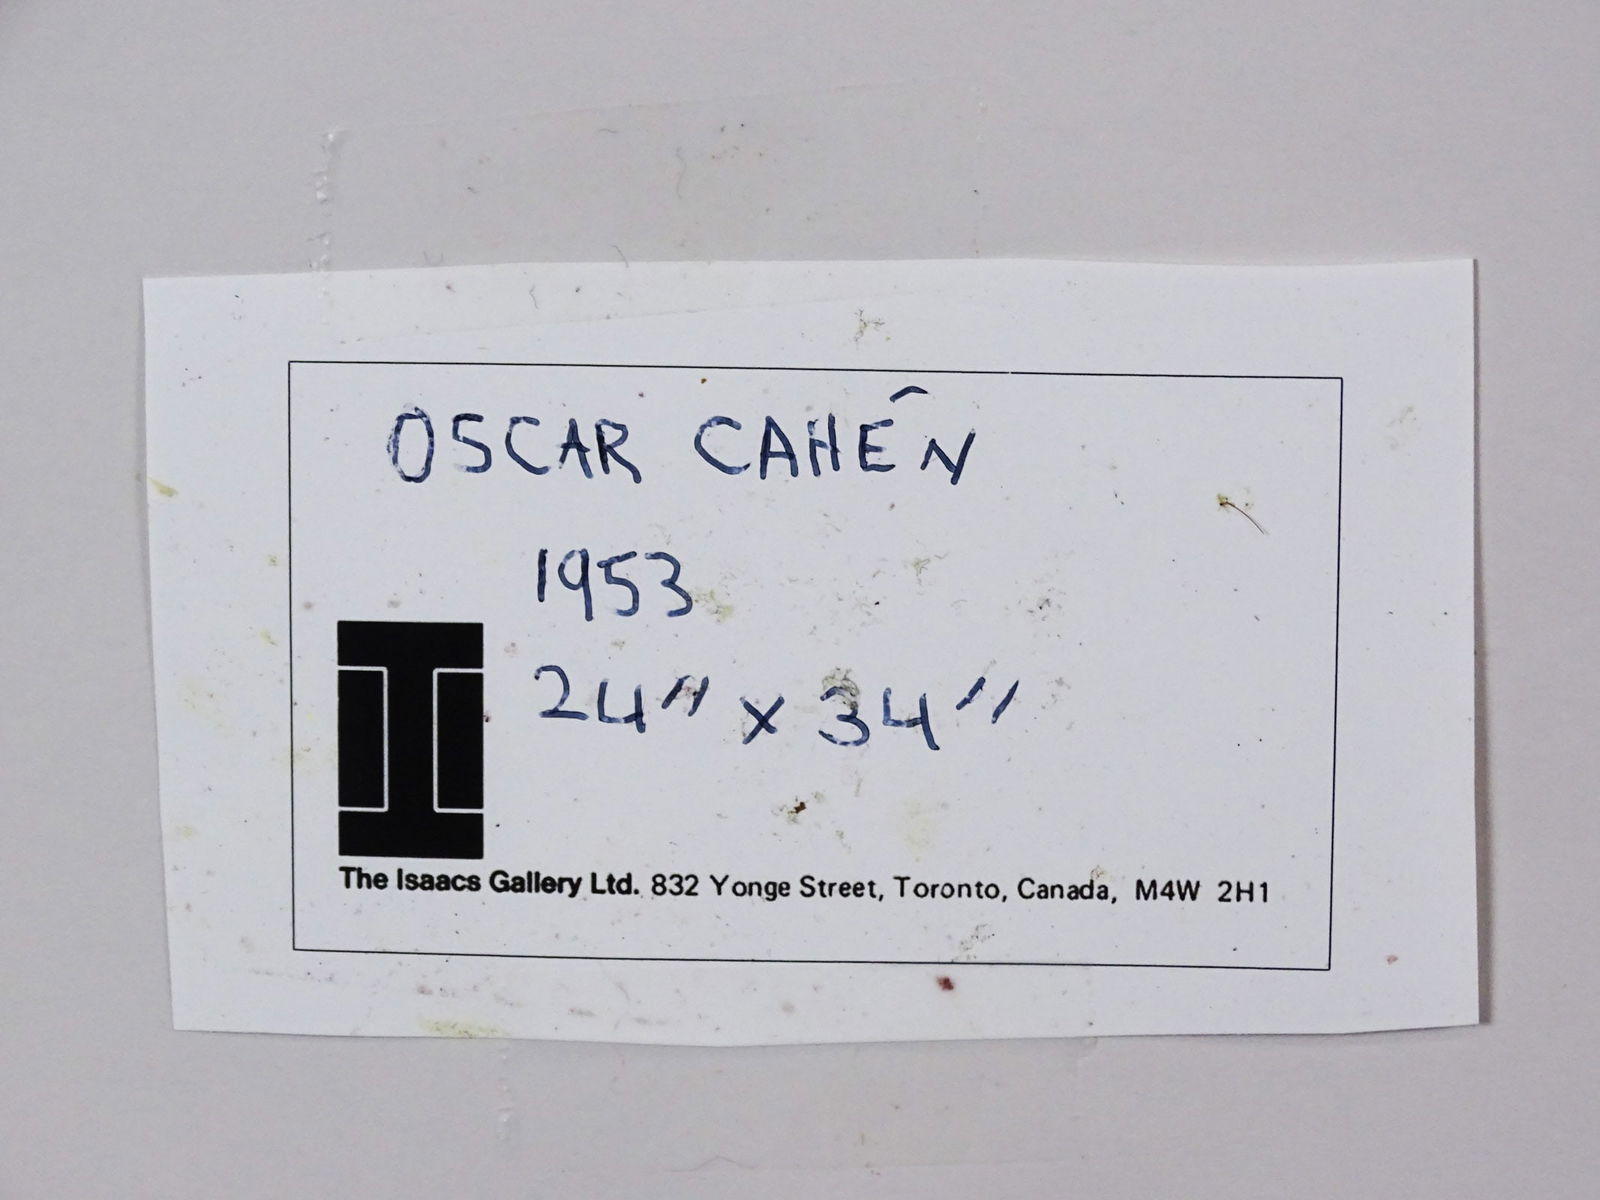 OSCAR CAHÊN
1953
24" x 34"
The Isaacs Gallery Ltd. 832 Yonge Street, Toronto, Canada, M4W 2H1